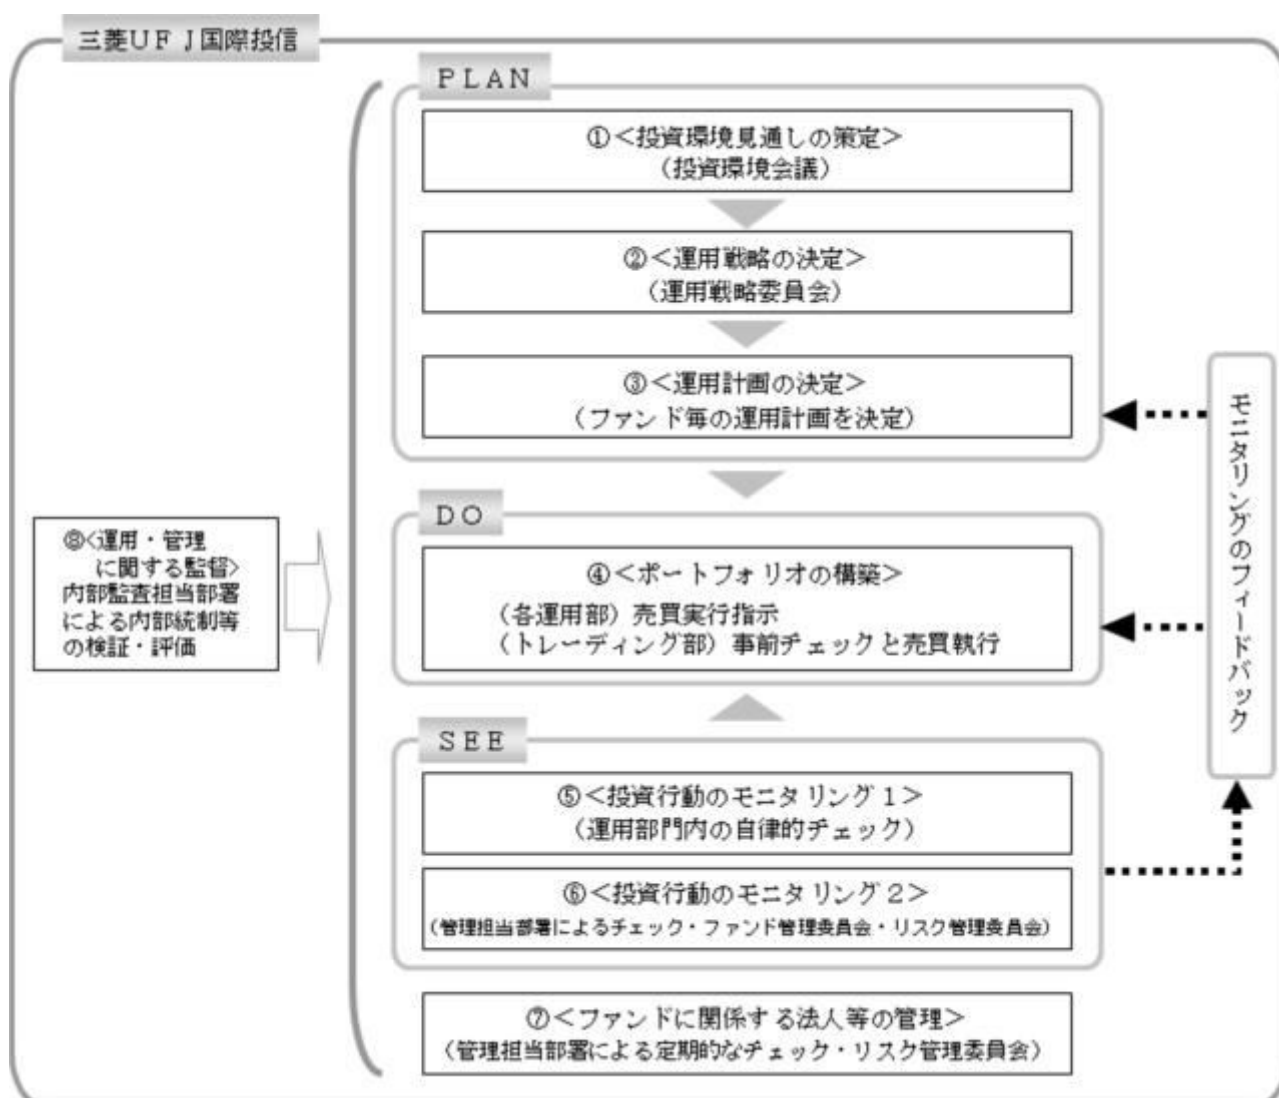 三菱UFJ国際投信
PLAN
①<投資環境見通しの策定>
(投資環境会議)
②<運用戦略の決定>
(運用戦略委員会)
③<運用計画の決定>
(ファンド毎の運用計画を決定)
DO
④<ポートフォリオの構築>
(各運用部)売買実行指示
(トレーディング部)事前チェックと売買執行
SEE
⑤<投資行動のモニタリング1>
(運用部門内の自律的チェック)
⑥<投資行動のモニタリング2>
(管理担当部署によるチェック・ファンド管理委員会・リスク管理委員会)
⑦<ファンドに関係する法人等の管理>
(管理担当部署による定期的なチェック・リスク管理委員会)
⑧<運用・管理
に関する監督>
内部監査担当部署
による内部統制等
の検証・評価
モニタリングのフィードバック